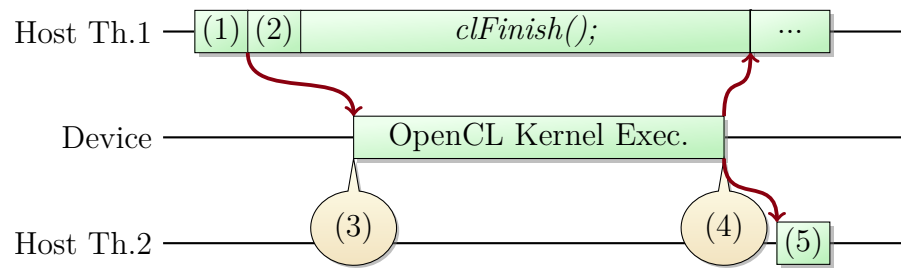 Host Th.1 (1) (2) clFinish(); ...
Device OpenCL Kernel Exec.
(3) (4)
Host Th.2 (5)